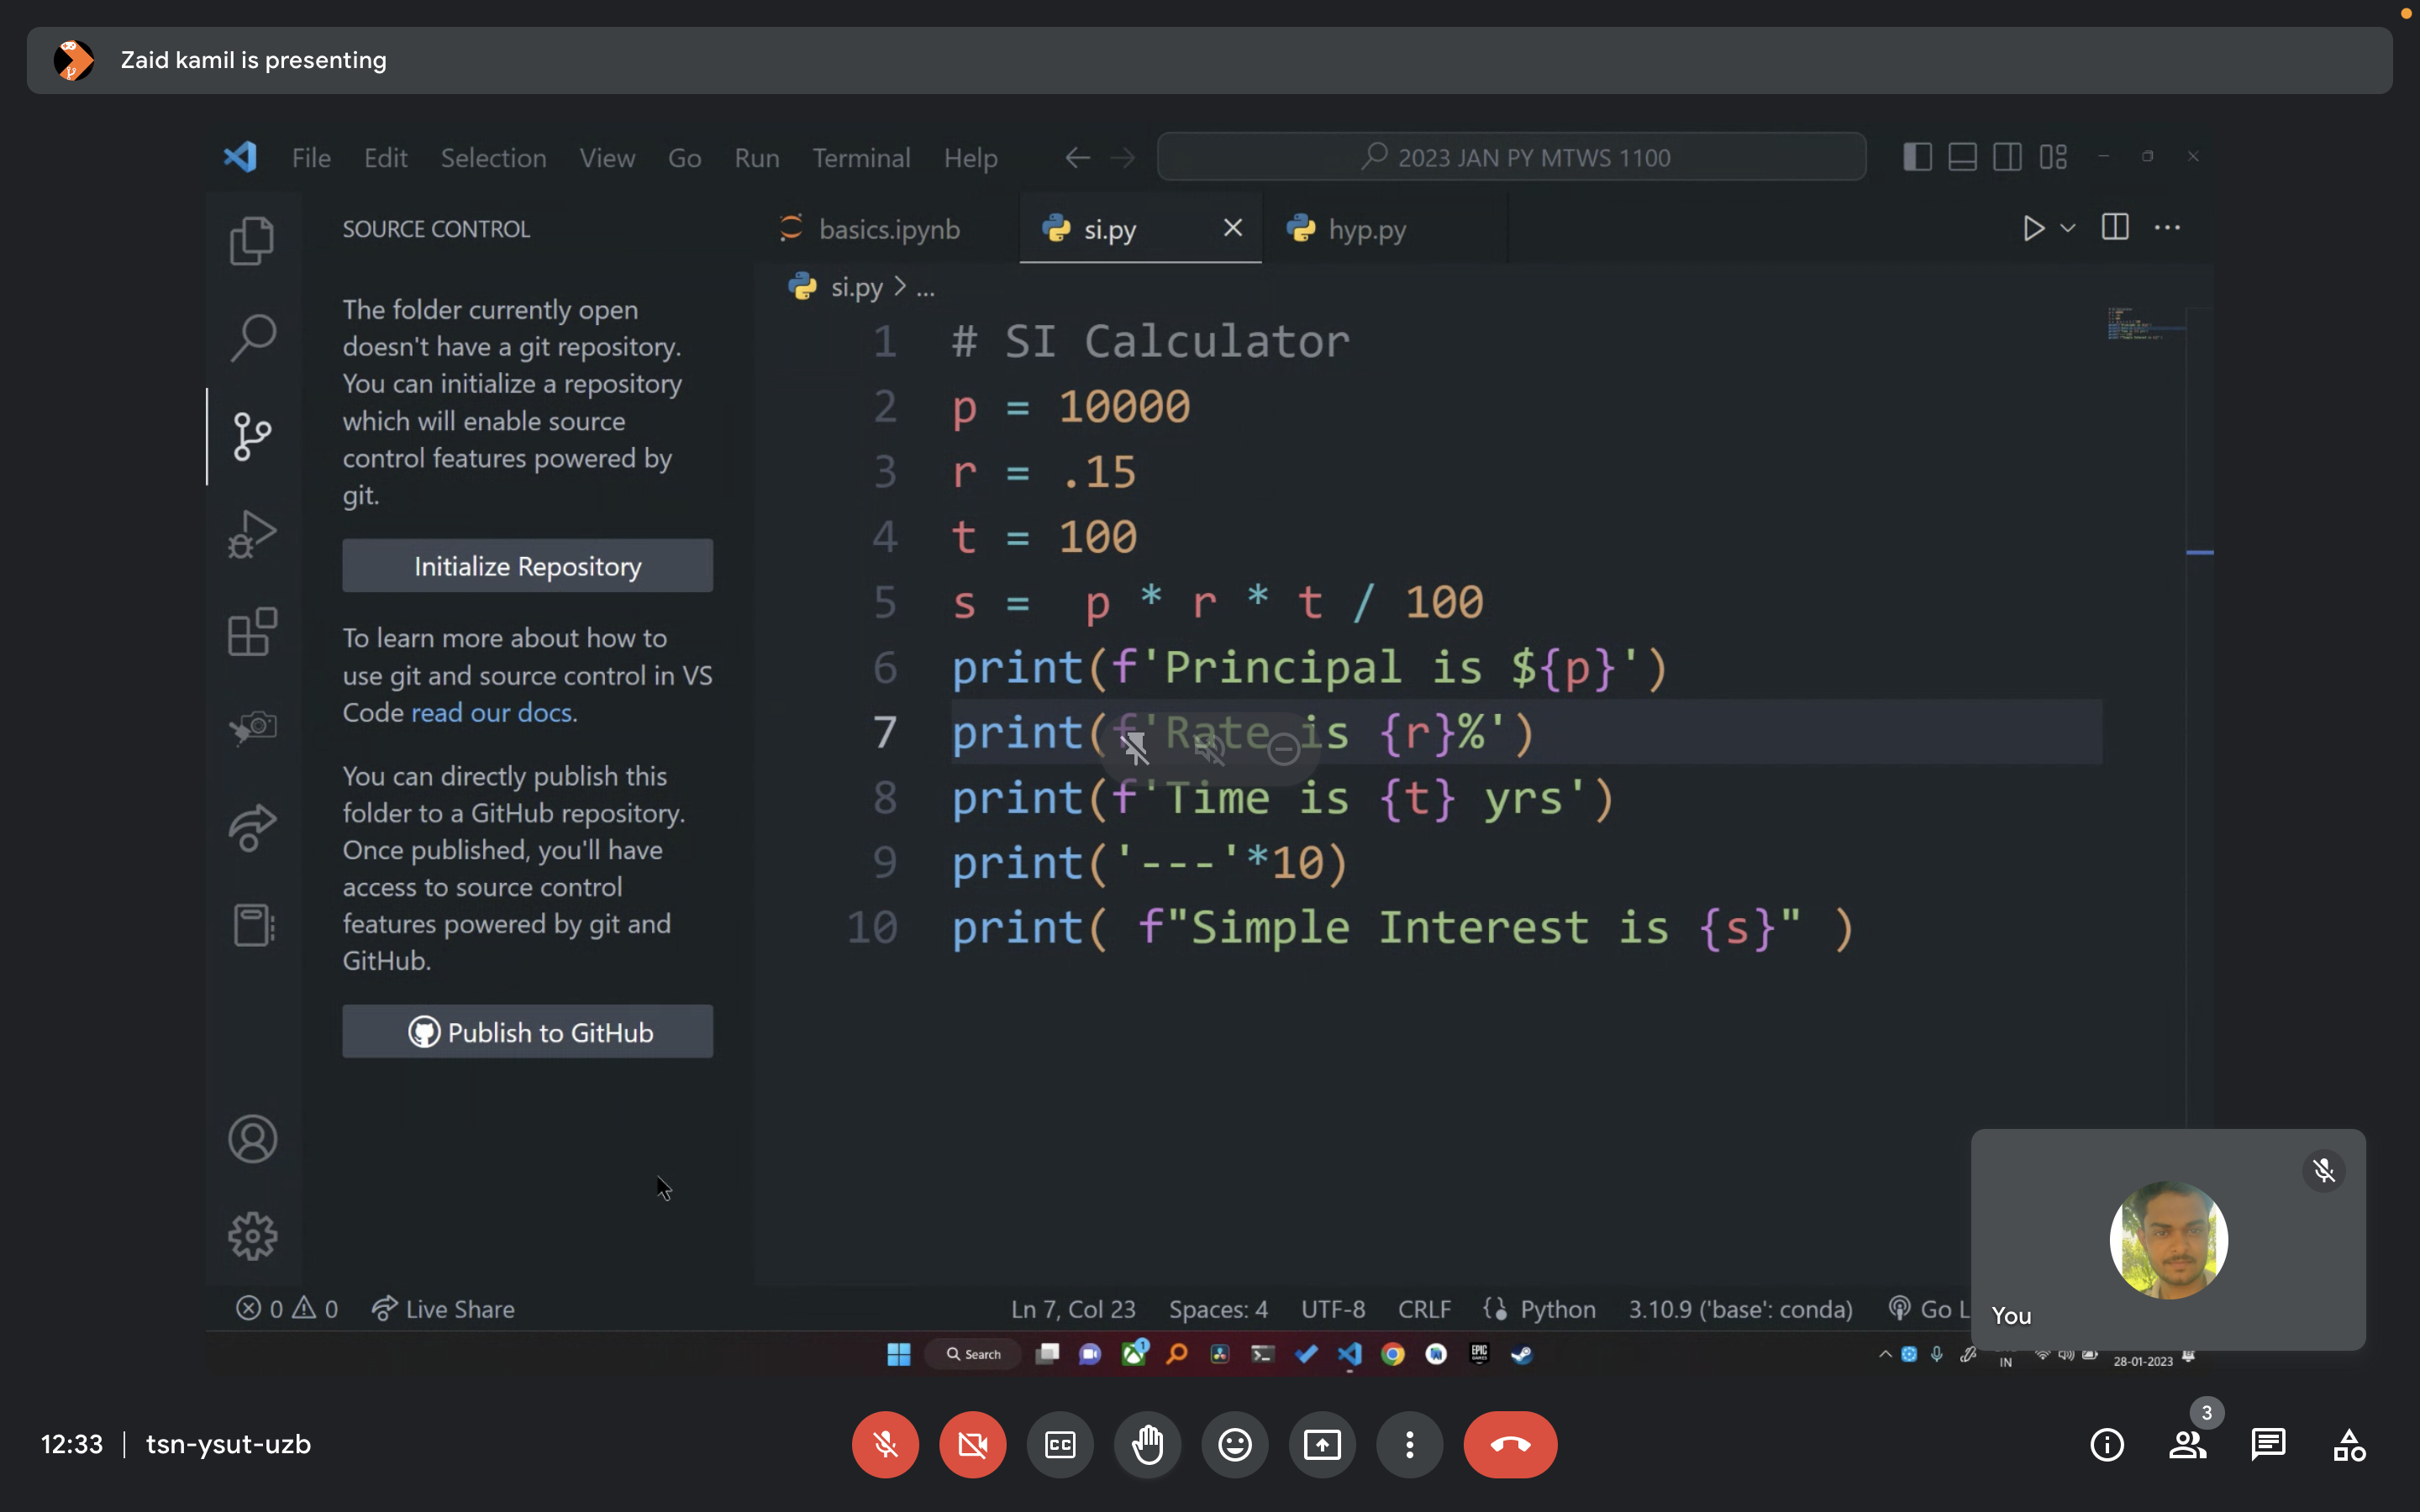 Zaid kamil is presenting
File Edit Selection View Go Run Terminal Help 2023 JAN PY MTWS 1100
SOURCE CONTROL
The folder currently open
doesn't have a git repository.
You can initialize a repository
which will enable source
control features powered by
git.
Initialize Repository
To learn more about how to
use git and source control in VS
Code read our docs.
You can directly publish this
folder to a GitHub repository.
Once published, you'll have
access to source control
features powered by git and
GitHub.
Publish to GitHub
basics.ipynb si.py hyp.py
si.py > ...
1 # SI Calculator
2 p = 10000
3 r = .15
4 t = 100
5 s =  p * r * t / 100
6 print(f'Principal is ${p}')
7 print(f'Rate is {r}%')
8 print(f'Time is {t} yrs')
9 print('---'*10)
10 print( f"Simple Interest is {s}" )
0 0 Live Share Ln 7, Col 23 Spaces: 4 UTF-8 CRLF Python 3.10.9 ('base': conda) Go L
You
Search 1 EPIC GAMES IN 28-01-2023
12:33 | tsn-ysut-uzb CC 3